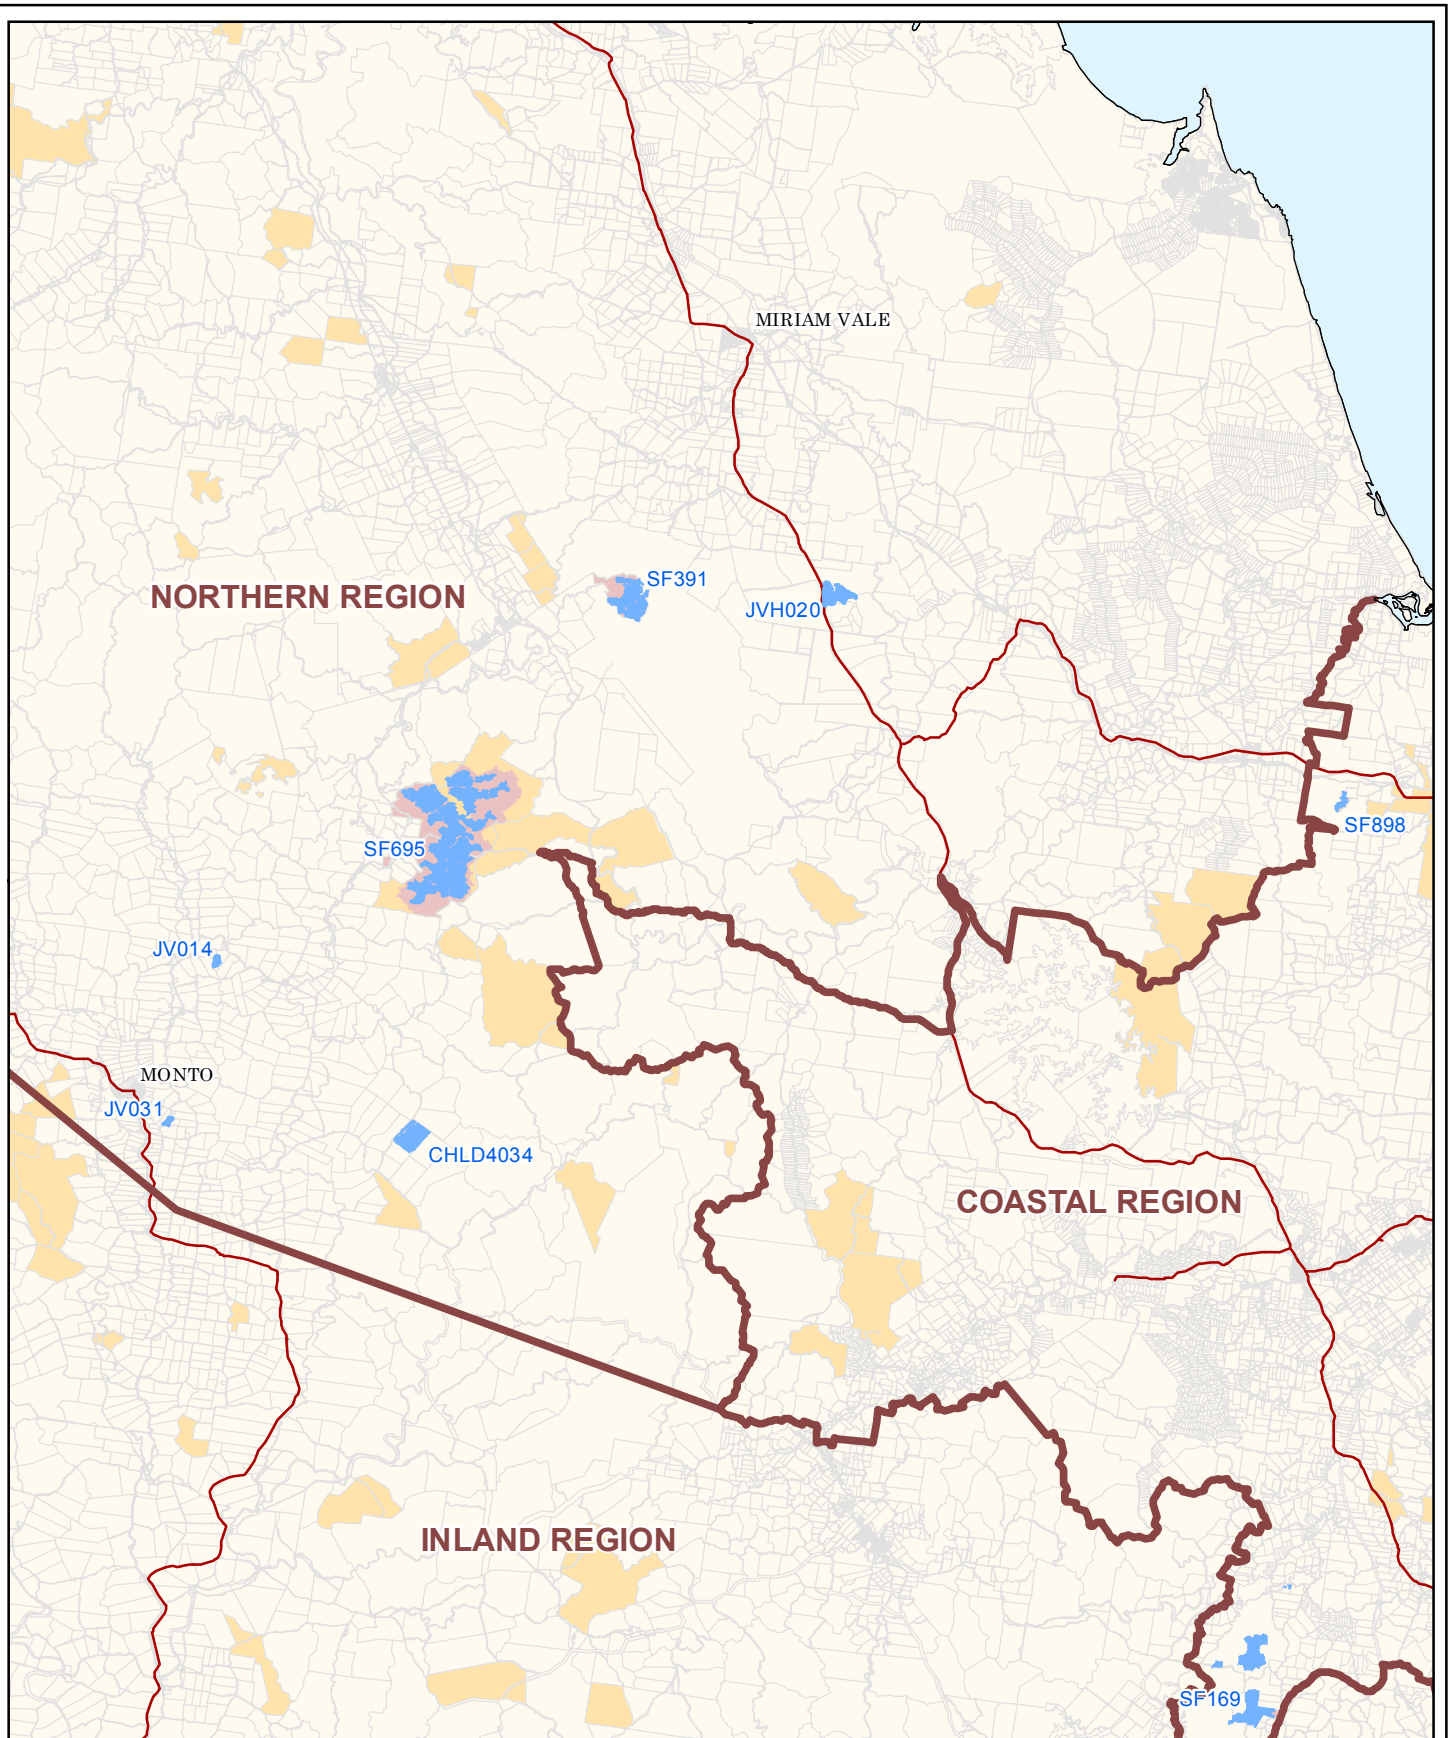 MIRIAM VALE
SF391
NORTHERN REGION
JVH020
SF898
SF695
JV014
MONTO
JV031
CHLD4034
COASTAL REGION
INLAND REGION
SF169